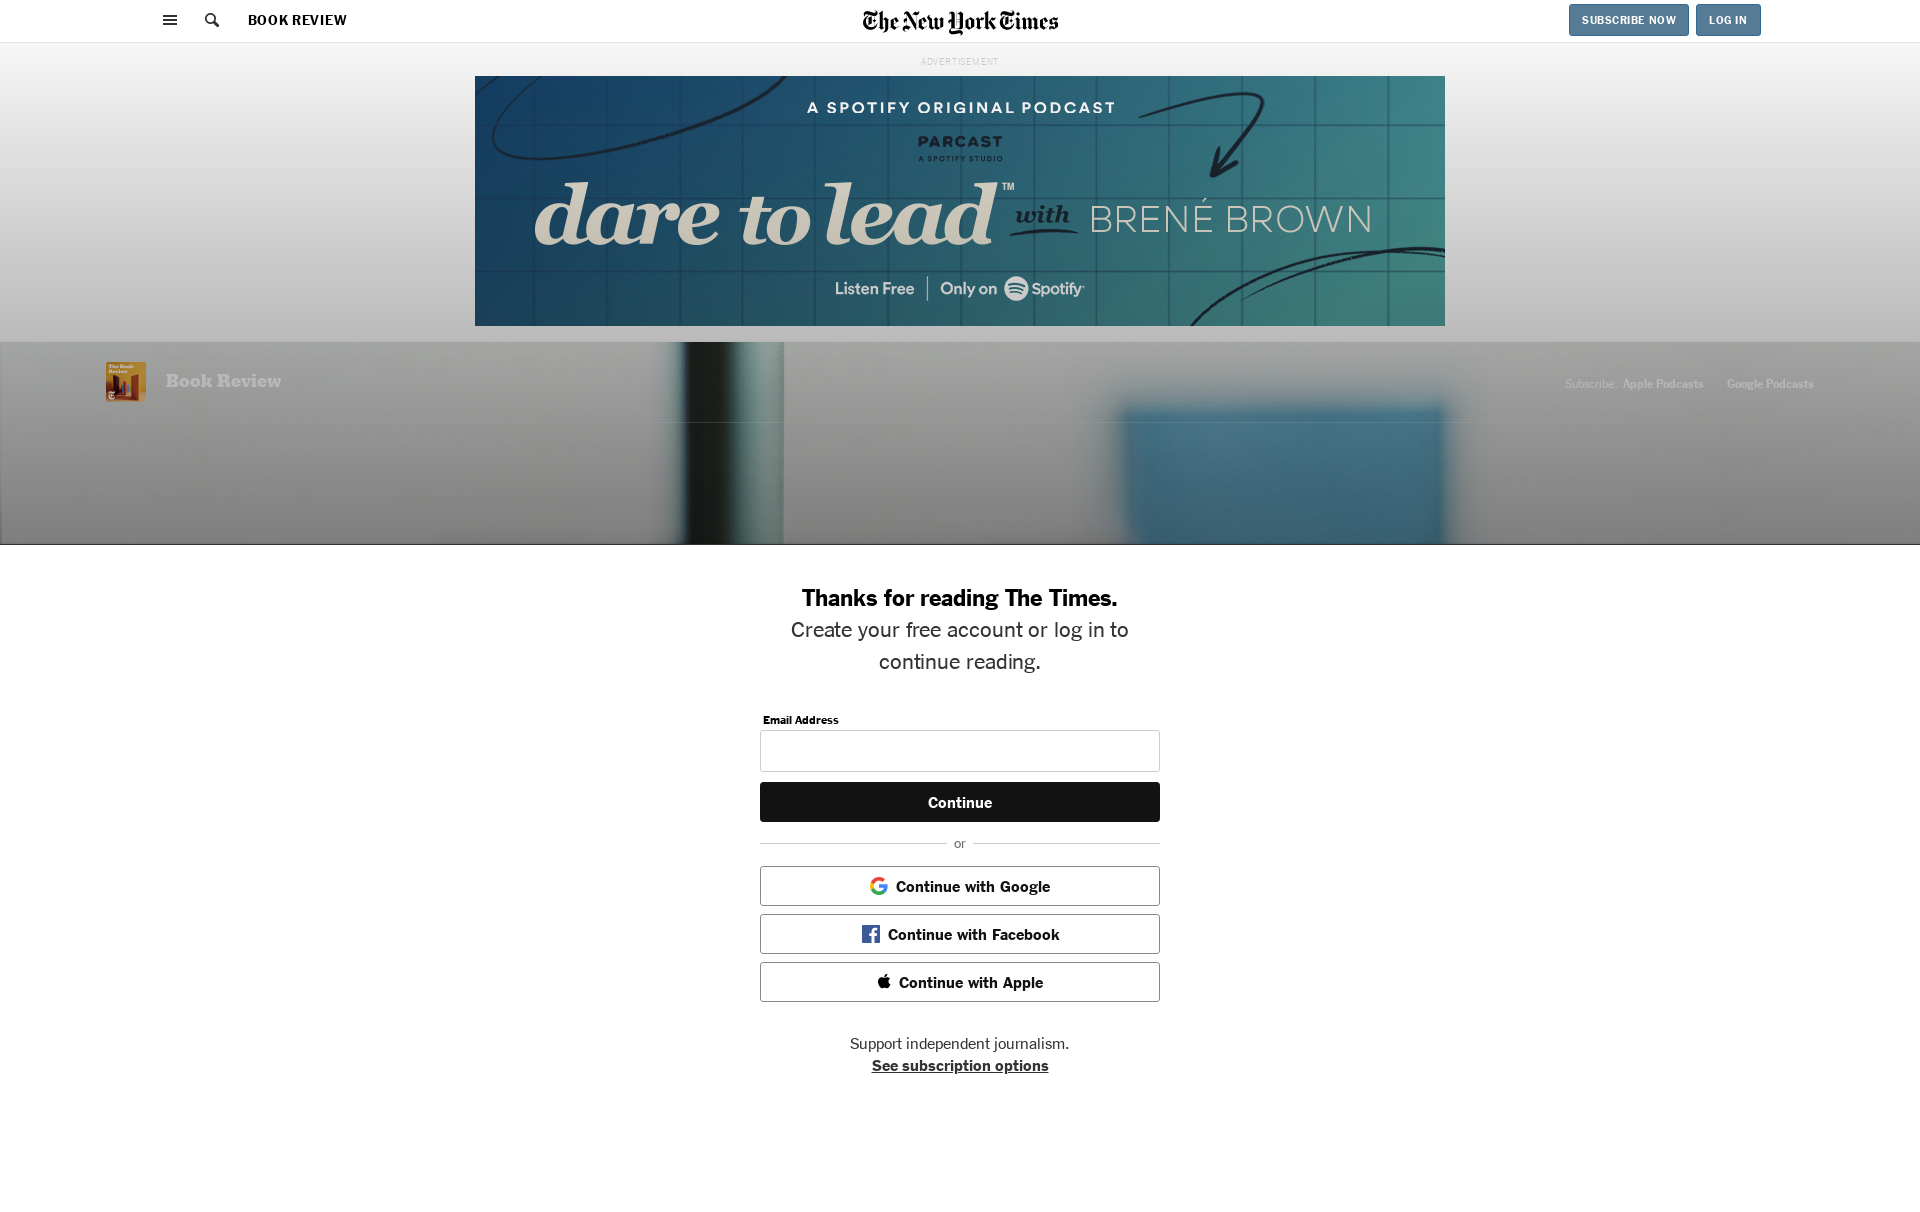 BOOK REVIEW
The New York Times
SUBSCRIBE NOW
LOG IN
ADVERTISEMENT
A SPOTIFY ORIGINAL PODCAST
PARCAST
A SPOTIFY STUDIO
dare to lead™ with BRENÉ BROWN
Listen Free | Only on Spotify
The Book Review
Book Review
Subscribe: Apple Podcasts Google Podcasts
Thanks for reading The Times.
Create your free account or log in to
continue reading.
Email Address
Continue
or
Continue with Google
Continue with Facebook
Continue with Apple
Support independent journalism.
See subscription options